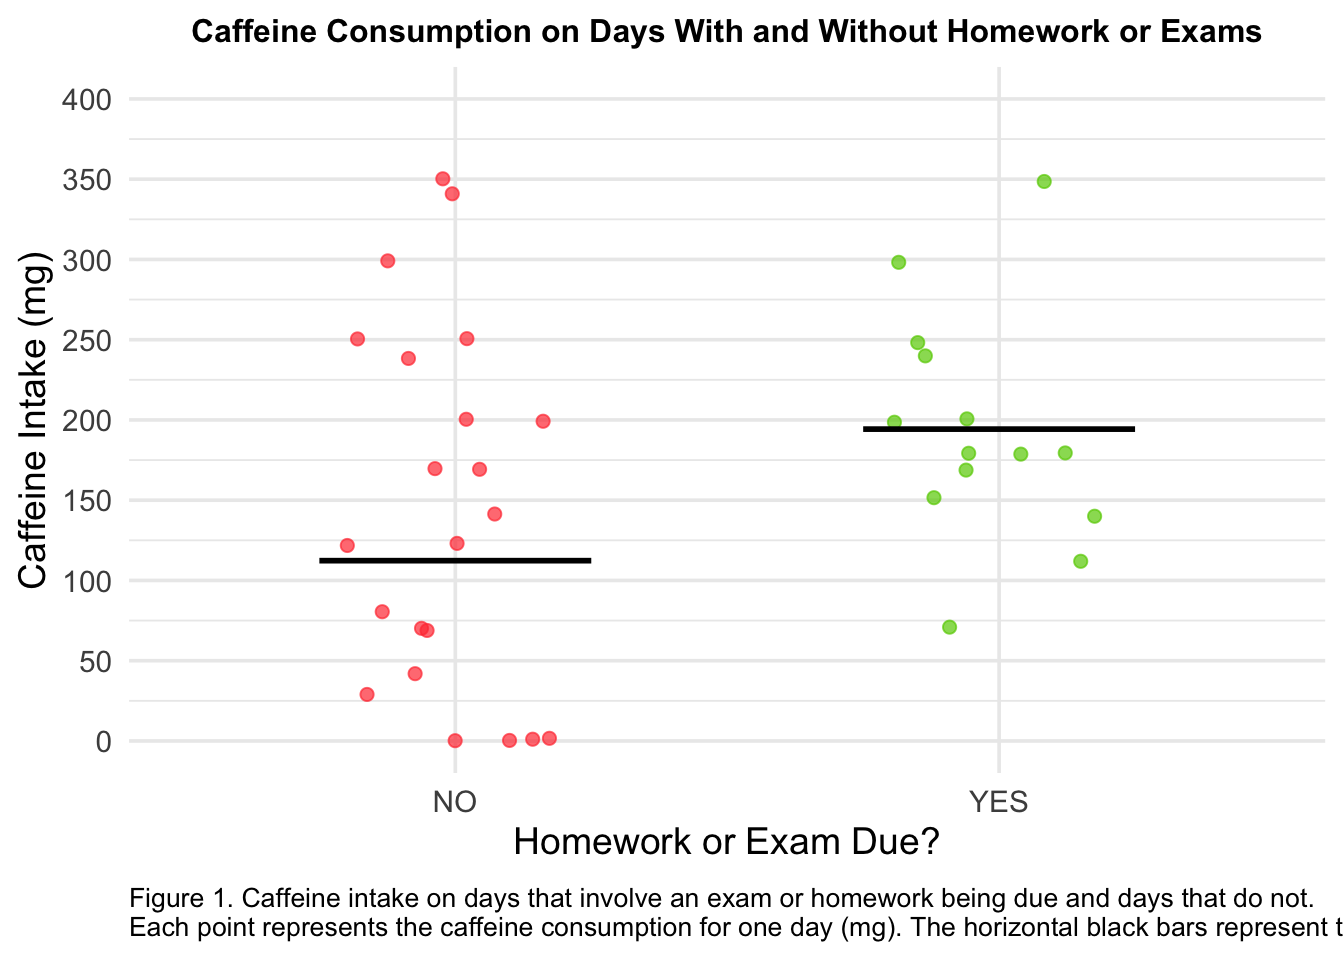 Caffeine Consumption on Days With and Without Homework or Exams
400
350
300
250
200
150
100
50
0
Caffeine Intake (mg)
NO
YES
Homework or Exam Due?
Figure 1. Caffeine intake on days that involve an exam or homework being due and days that do not.
Each point represents the caffeine consumption for one day (mg). The horizontal black bars represent